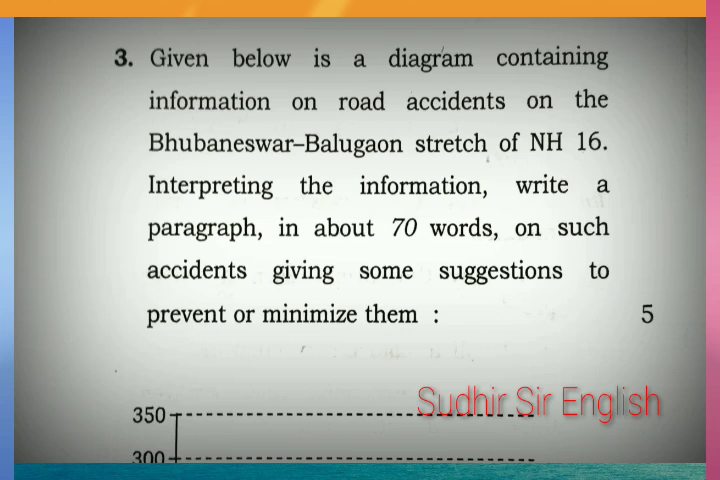 3. Given below is a diagram containing
information on road accidents on the
Bhubaneswar–Balugaon stretch of NH 16.
Interpreting the information, write a
paragraph, in about 70 words, on such
accidents giving some suggestions to
prevent or minimize them : 5
350
Sudhir Sir English
300